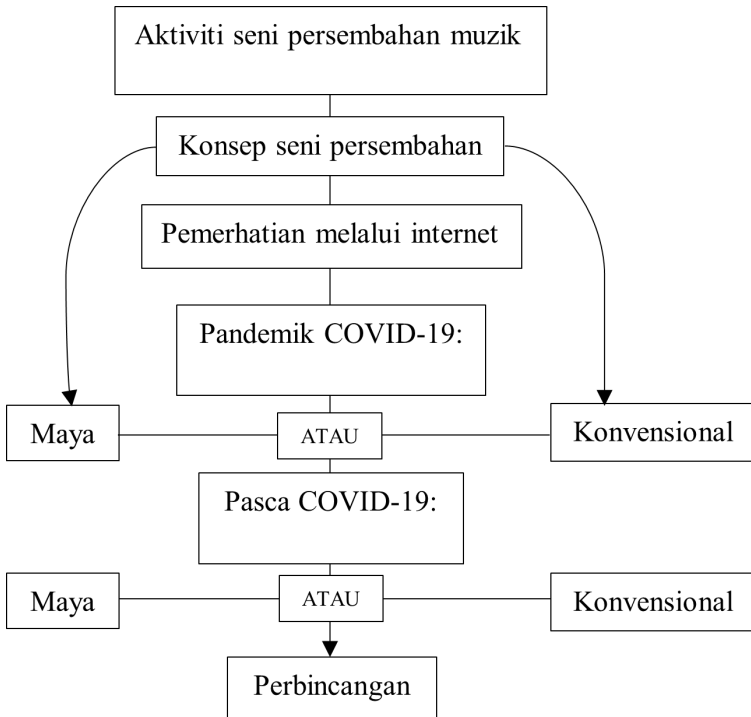 Aktiviti seni persembahan muzik
Konsep seni persembahan
Pemerhatian melalui internet
Pandemik COVID-19:
Maya
ATAU
Konvensional
Pasca COVID-19:
Maya
ATAU
Konvensional
Perbincangan